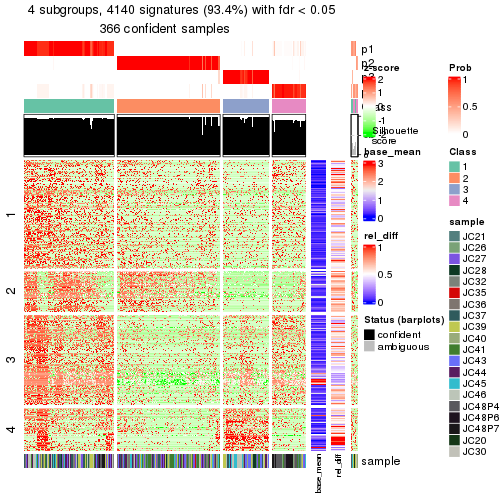 4 subgroups, 4140 signatures (93.4%) with fdr < 0.05
366 confident samples
p1
p2
z-score
2
1
0
-1
-2
Silhouette
score
base_mean
3
2
1
0
rel_diff
1
0.5
0
Status (barplots)
confident
ambiguous
Prob
1
0.5
0
Class
1
2
3
4
sample
JC21
JC26
JC27
JC28
JC32
JC35
JC36
JC37
JC39
JC40
JC41
JC43
JC44
JC45
JC46
JC48P4
JC48P6
JC48P7
JC20
JC30
1
2
3
4
base_mean
rel_diff
sample